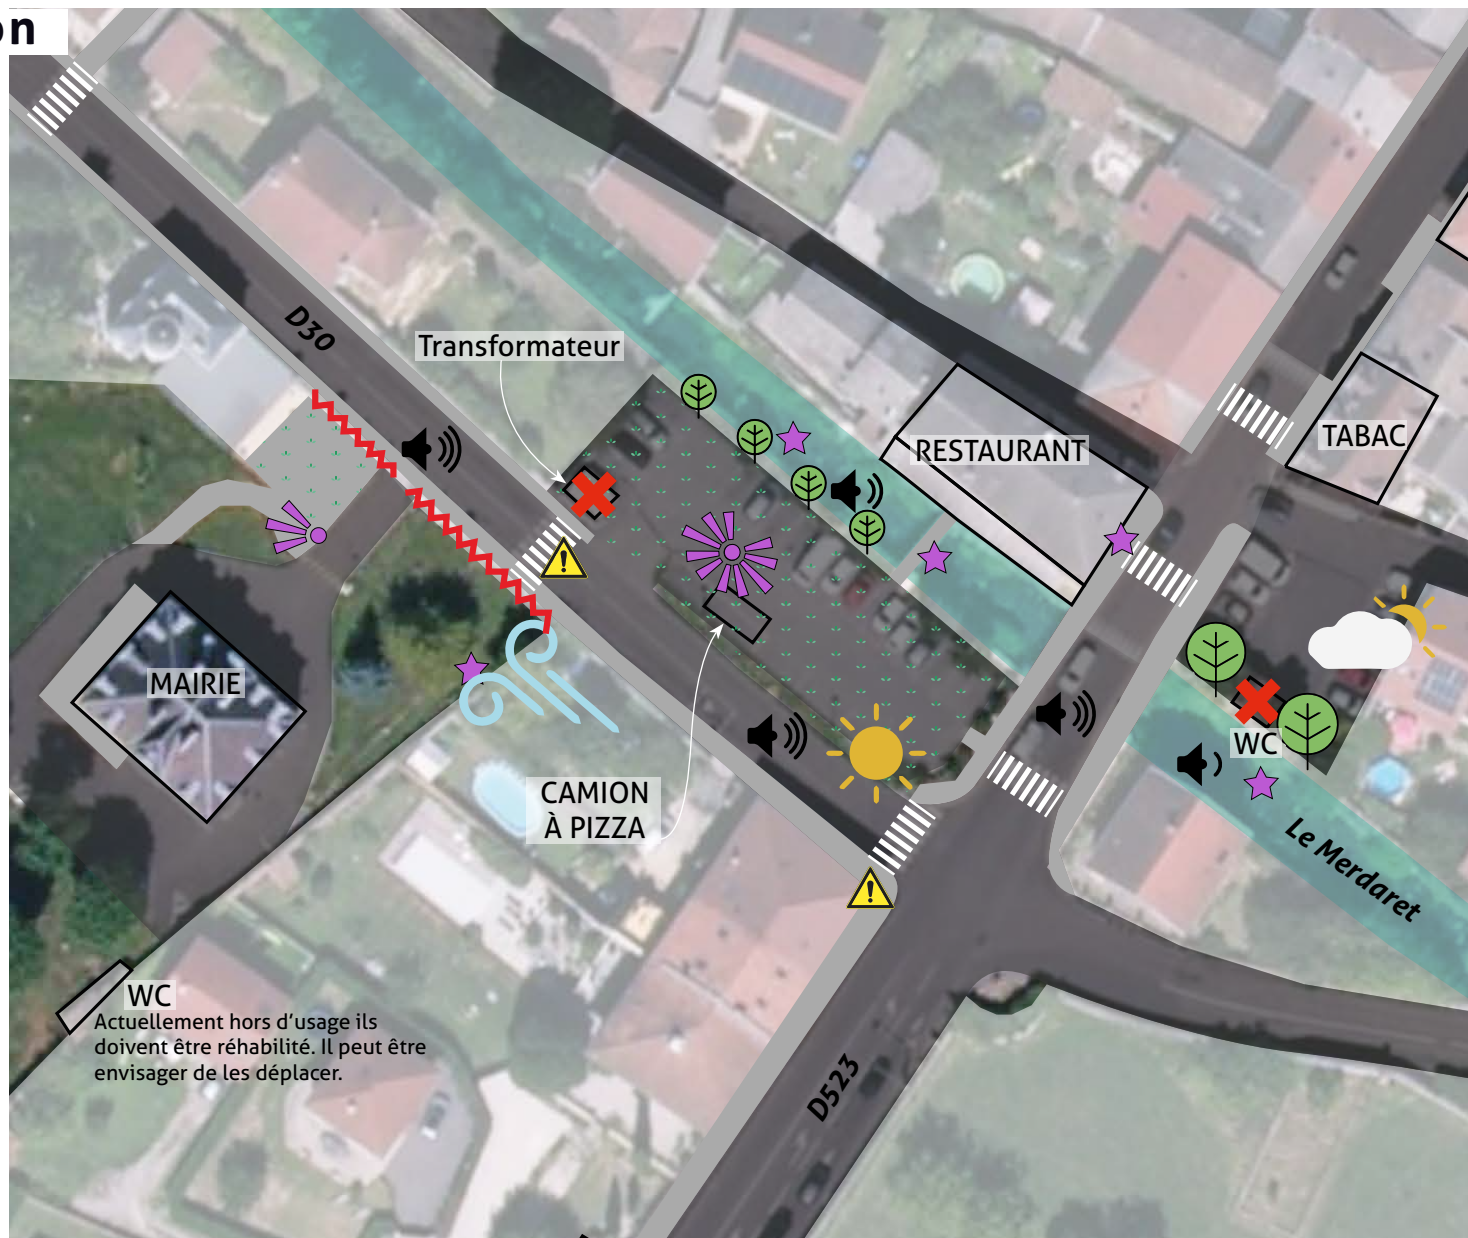 on
D30
Transformateur
RESTAURANT
TABAC
MAIRIE
WC
CAMION
À PIZZA
Le Merdaret
WC
Actuellement hors d'usage ils
doivent être réhabilité. Il peut être
envisager de les déplacer.
D523